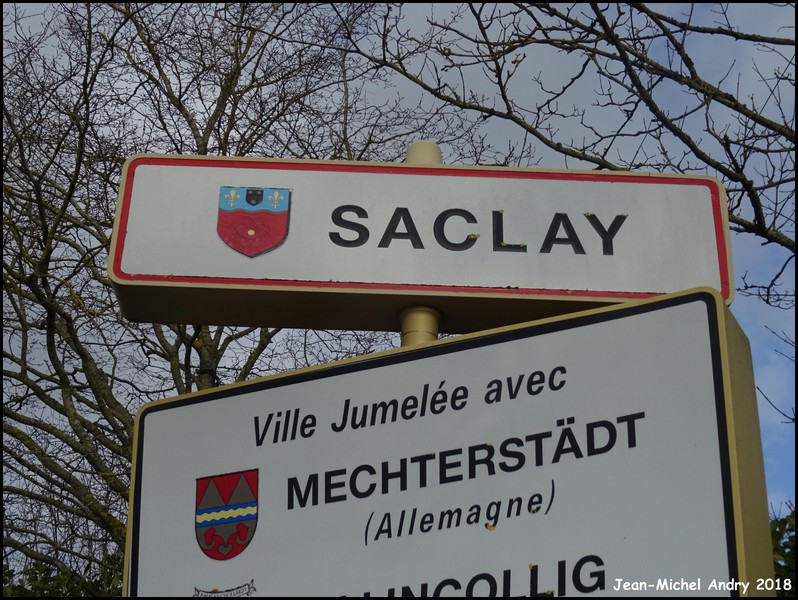 SACLAY
Ville Jumelée avec
MECHTERSTÄDT
(Allemagne)
Jean-Michel Andry 2018